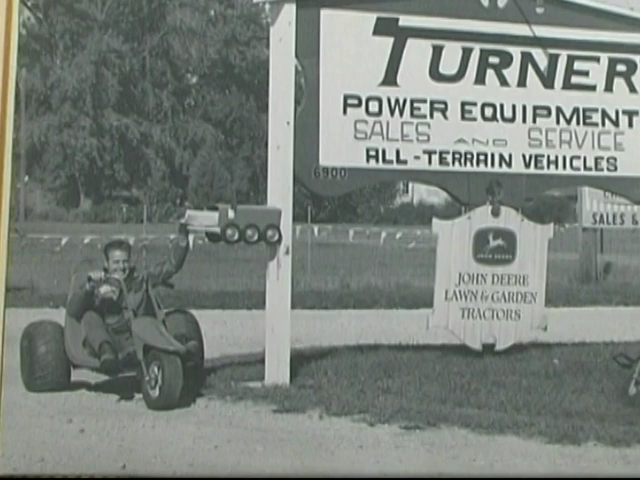 TURNER
POWER EQUIPMENT
SALES AND SERVICE
ALL-TERRAIN VEHICLES
6900
SALES &
JOHN DEERE
JOHN DEERE
LAWN & GARDEN
TRACTORS